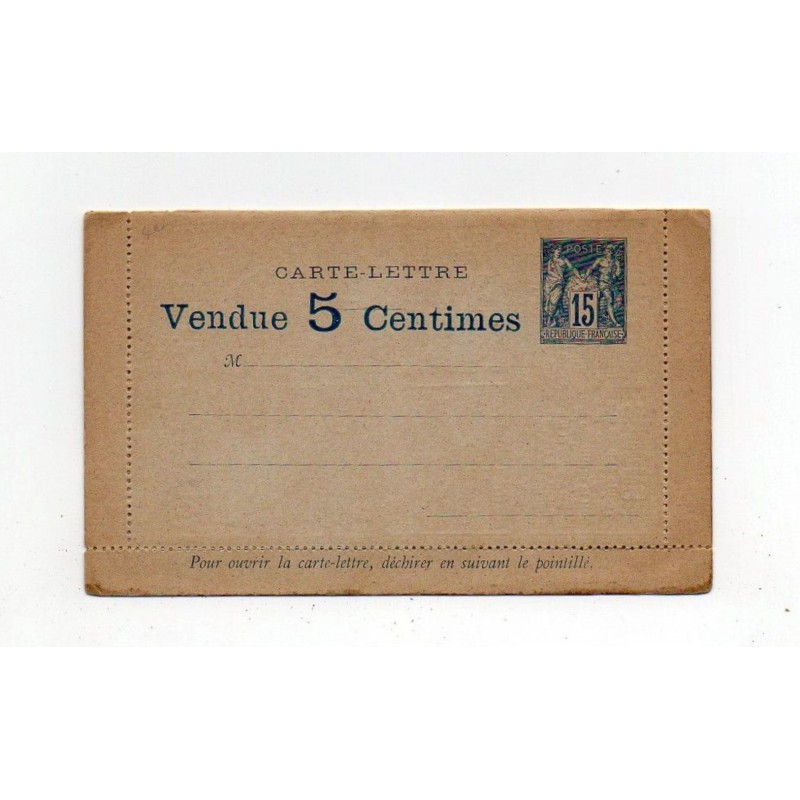 CARTE-LETTRE
Vendue 5 Centimes
POSTE
15
RÉPUBLIQUE FRANÇAISE
M
Pour ouvrir la carte-lettre, déchirer en suivant le pointillé.